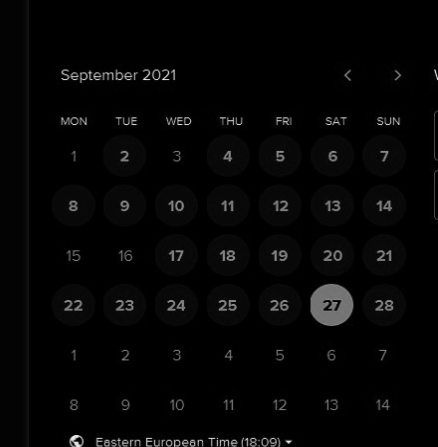 September 2021
MON TUE WED THU FRI SAT SUN
1 2 3 4 5 6 7
8 9 10 11 12 13 14
15 16 17 18 19 20 21
22 23 24 25 26 27 28
1 2 3 4 5 6 7
8 9 10 11 12 13 14
Eastern European Time (18:09)